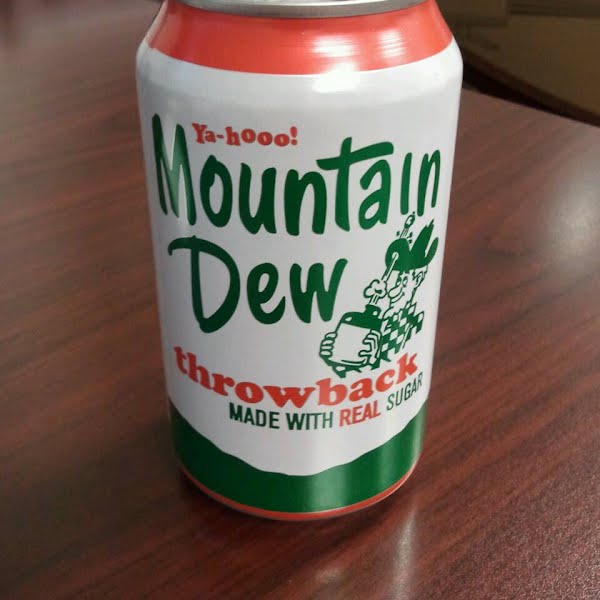 Ya-hooo!
Mountain
Dew
throwback
MADE WITH REAL SUGAR